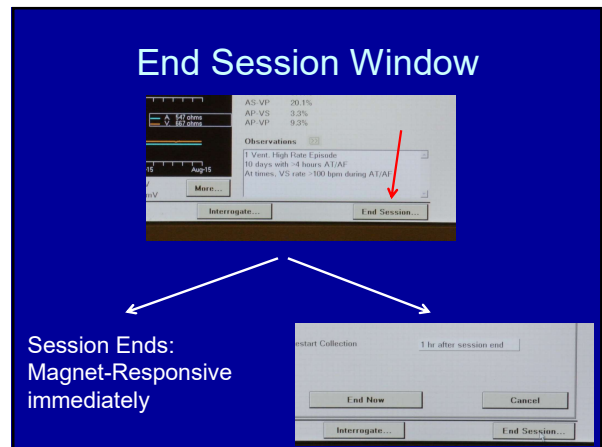 End Session Window
AS-VP 20.1%
AP-VS 3.3%
AP-VP 9.3%
A. 547 ohms
V. 667 ohms
Observations
1 Vent. High Rate Episode
10 days with >4 hours AT/AF
At times, VS rate >100 bpm during AT/AF
15 Aug-15
V
mV
More...
Interrogate...
End Session...
Session Ends:
Magnet-Responsive
immediately
estart Collection 1 hr after session end
End Now
Cancel
Interrogate...
End Session...